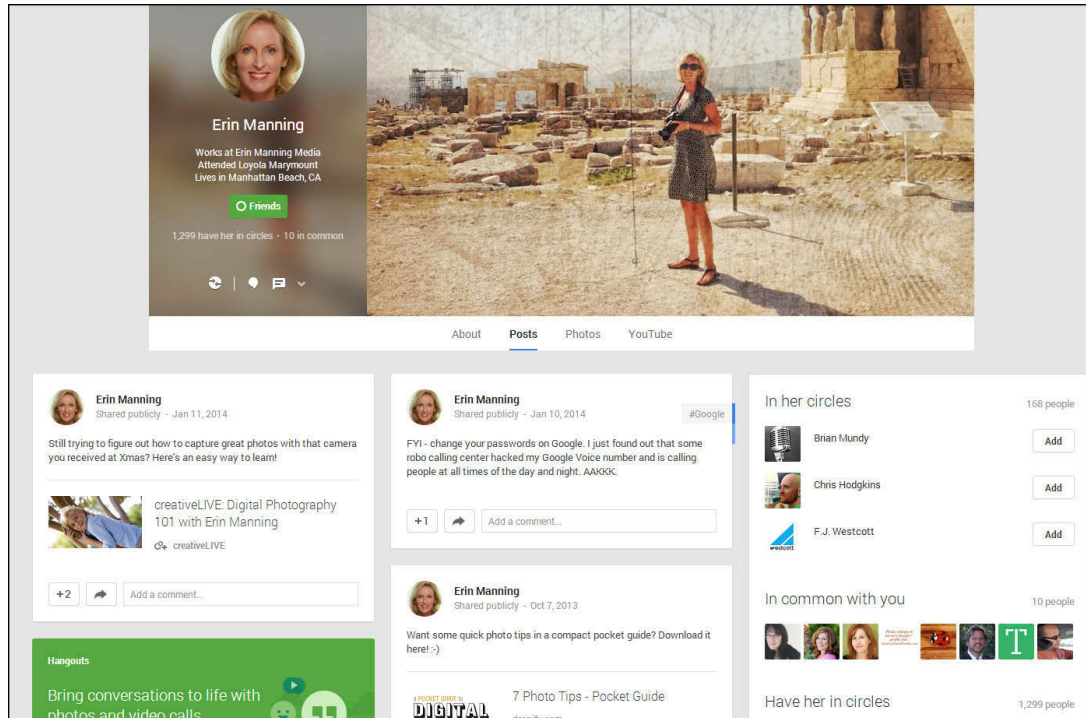 Erin Manning
Works at Erin Manning Media
Attended Loyola Marymount
Lives in Manhattan Beach, CA
Friends
1,299 have her in circles - 10 in common
About Posts Photos YouTube
Erin Manning
Shared publicly - Jan 11, 2014
Still trying to figure out how to capture great photos with that camera
you received at Xmas? Here's an easy way to learn!
creativeLIVE: Digital Photography
101 with Erin Manning
creativeLIVE
+2
Add a comment...
Hangouts
Bring conversations to life with
photos and video calls
Erin Manning
Shared publicly - Jan 10, 2014
#Google
FYI - change your passwords on Google. I just found out that some
robo calling center hacked my Google Voice number and is calling
people at all times of the day and night. AAKKK.
+1
Add a comment...
Erin Manning
Shared publicly - Oct 7, 2013
Want some quick photo tips in a compact pocket guide? Download it
here! :-)
A POCKET GUIDE to
DIGITAL
7 Photo Tips - Pocket Guide
In her circles
168 people
Brian Mundy
Add
Chris Hodgkins
Add
F.J. Westcott
Add
westcott
In common with you
10 people
T
Have her in circles
1,299 people